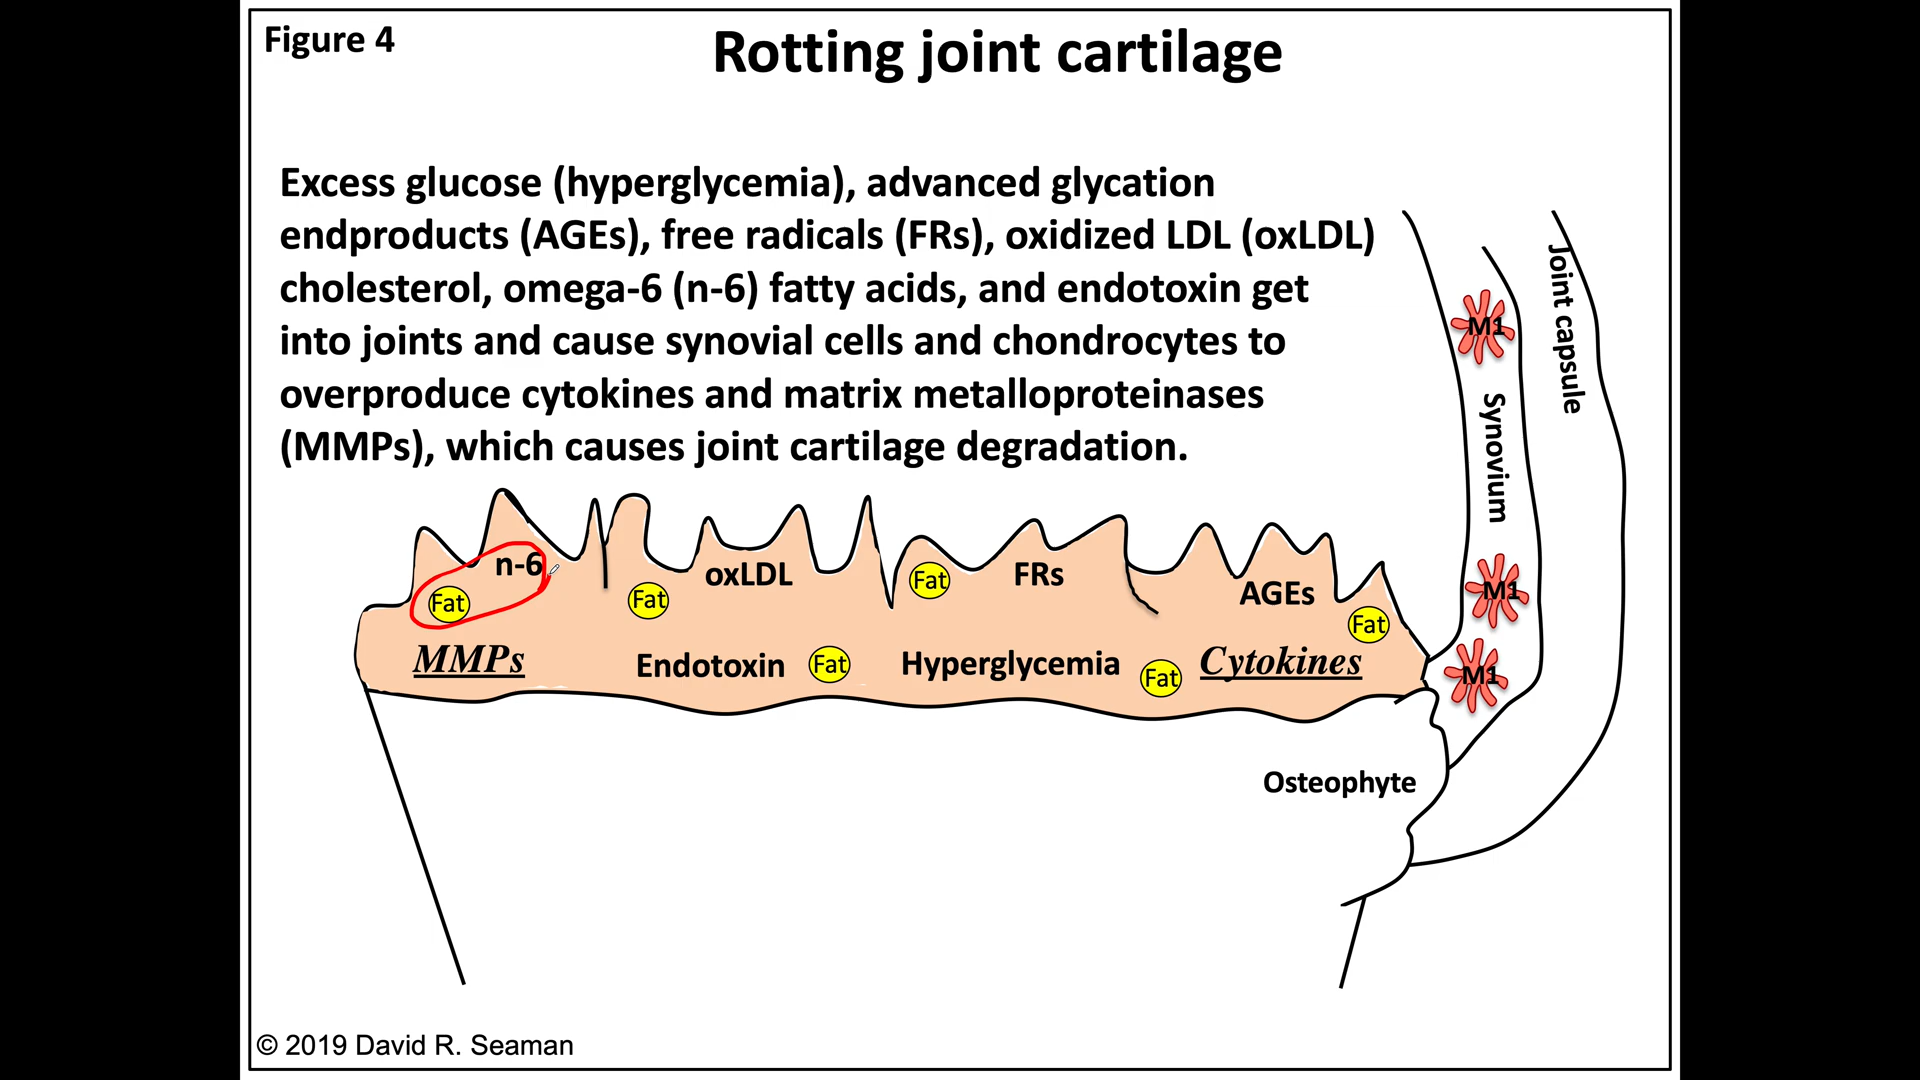 Figure 4
Rotting joint cartilage
Excess glucose (hyperglycemia), advanced glycation
endproducts (AGEs), free radicals (FRs), oxidized LDL (oxLDL)
cholesterol, omega-6 (n-6) fatty acids, and endotoxin get
into joints and cause synovial cells and chondrocytes to
overproduce cytokines and matrix metalloproteinases
(MMPs), which causes joint cartilage degradation.
Joint capsule
M1
Synovium
n-6
oxLDL
Fat
FRs
AGEs
M1
Fat
Fat
Fat
MMPs
Endotoxin
Fat
Hyperglycemia
Fat
Cytokines
M1
Osteophyte
© 2019 David R. Seaman